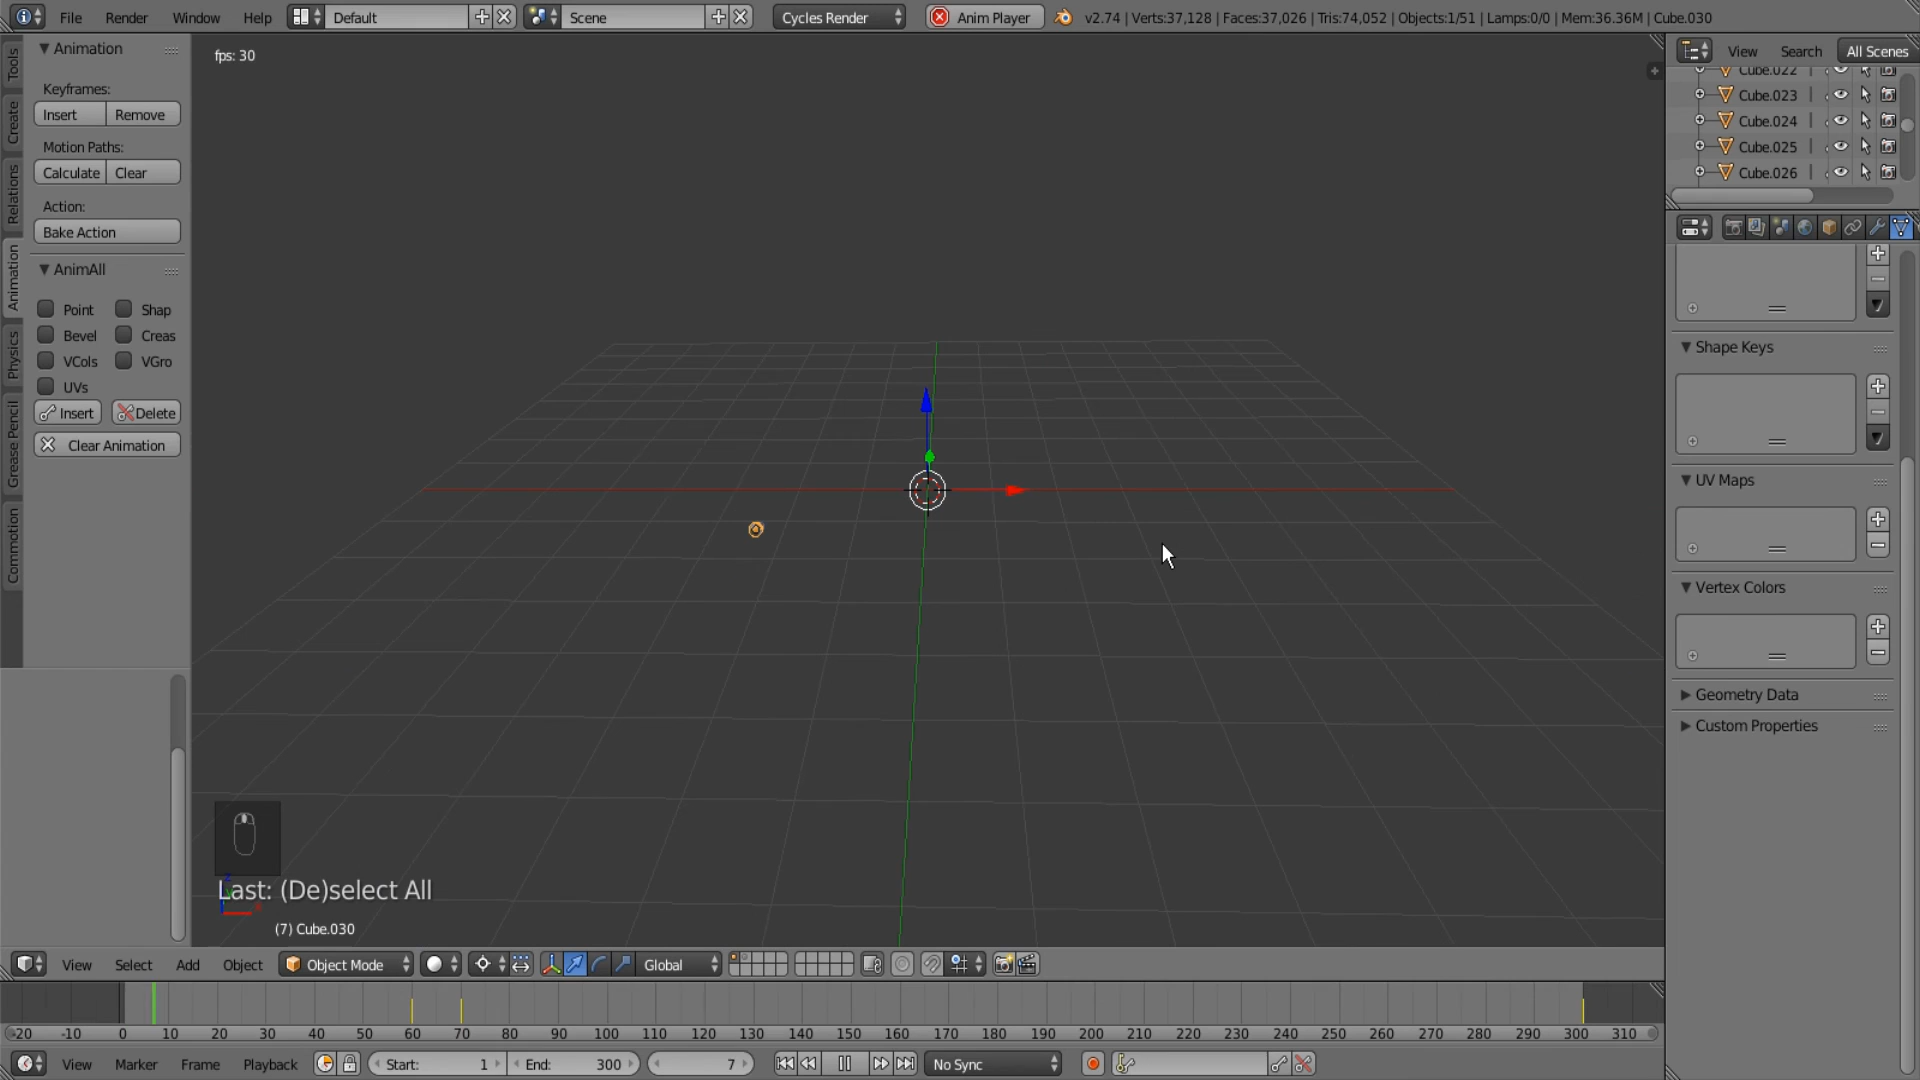 File Render Window Help Default Scene Cycles Render Anim Player v2.74 | Verts:37,128 | Faces:37,026 | Tris:74,052 | Objects:1/51 | Lamps:0/0 | Mem:36.36M | Cube.030
Tools
Create
Relations
Animation
Physics
Grease Pencil
Commotion
Animation
Keyframes:
Insert Remove
Motion Paths:
Calculate Clear
Action:
Bake Action
AnimAll
Point Shap
Bevel Creas
VCols VGro
UVs
Insert Delete
Clear Animation
fps: 30
Last: (De)select All
(7) Cube.030
View Search All Scenes
Cube.022
Cube.023
Cube.024
Cube.025
Cube.026
Shape Keys
UV Maps
Vertex Colors
Geometry Data
Custom Properties
View Select Add Object Object Mode Global
-20 -10 0 10 20 30 40 50 60 70 80 90 100 110 120 130 140 150 160 170 180 190 200 210 220 230 240 250 260 270 280 290 300 310
View Marker Frame Playback Start: 1 End: 300 7 No Sync